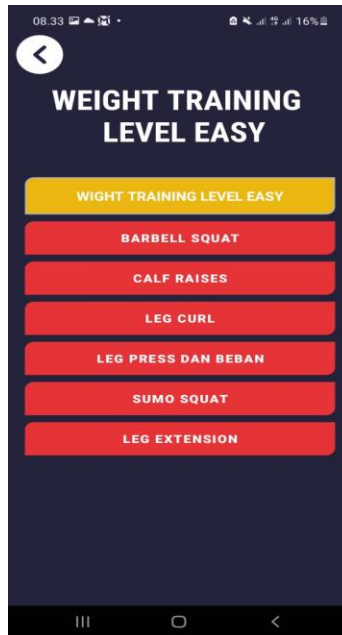 08.33
16%
WEIGHT TRAINING
LEVEL EASY
WIGHT TRAINING LEVEL EASY
BARBELL SQUAT
CALF RAISES
LEG CURL
LEG PRESS DAN BEBAN
SUMO SQUAT
LEG EXTENSION